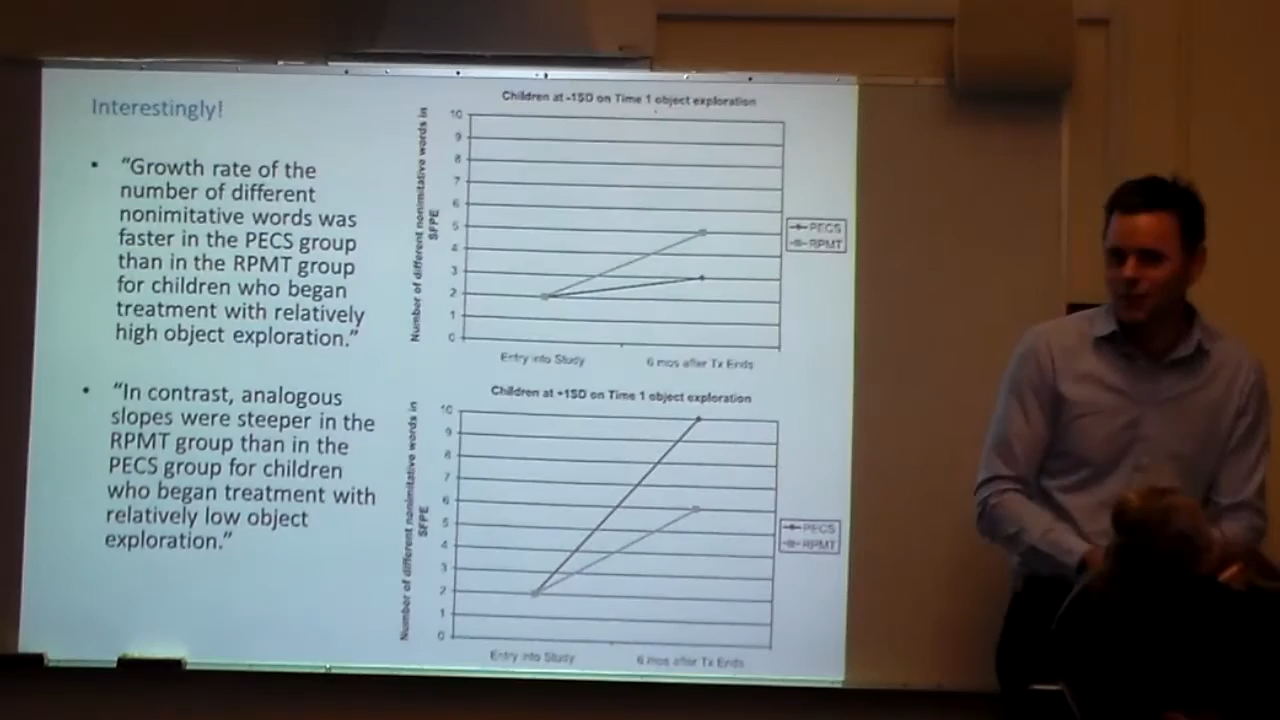 Interestingly!
• “Growth rate of the
number of different
nonimitative words was
faster in the PECS group
than in the RPMT group
for children who began
treatment with relatively
high object exploration.”
• “In contrast, analogous
slopes were steeper in the
RPMT group than in the
PECS group for children
who began treatment with
relatively low object
exploration.”
Children at -1SD on Time 1 object exploration
Number of different nonimitative words in
SFPE
10
9
8
7
6
5
4
3
2
1
0
Entry into Study
6 mos after Tx Ends
PECS
RPMT
Children at +1SD on Time 1 object exploration
Number of different nonimitative words in
SFPE
10
9
8
7
6
5
4
3
2
1
0
Entry into Study
6 mos after Tx Ends
PECS
RPMT